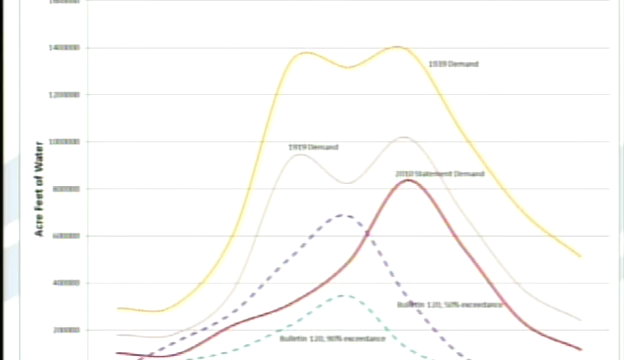 1600000
1400000
1939 Demand
1200000
1000000
1919 Demand
2010 Statement Demand
800000
Acre Feet of Water
600000
400000
Bulletin 120, 50% exceedance
200000
Bulletin 120, 90% exceedance